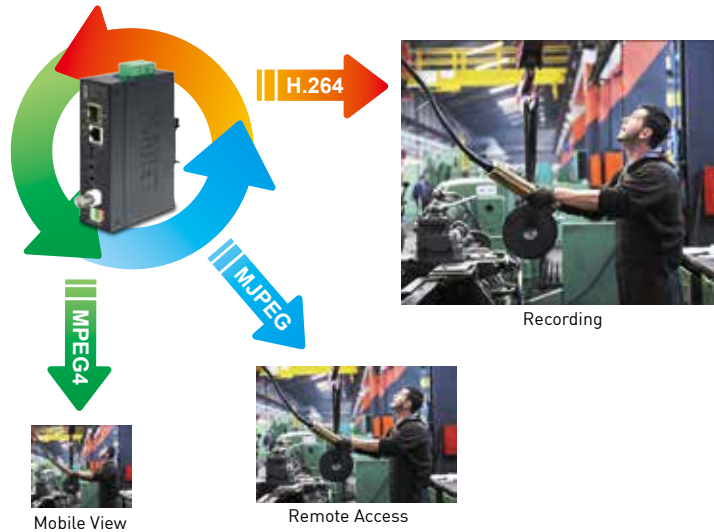 H.264
Recording
MJPEG
MPEG4
Remote Access
Mobile View